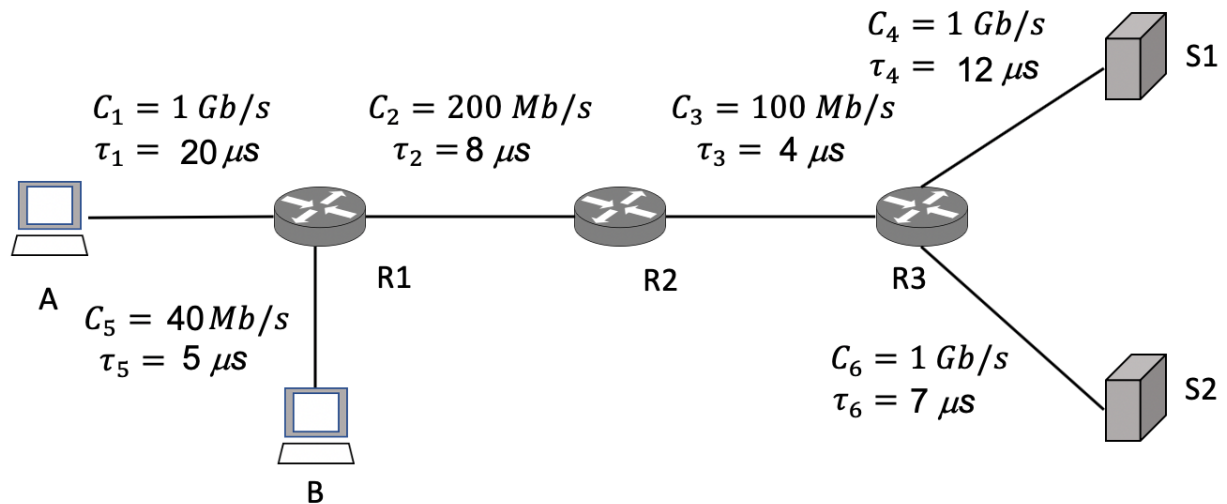 C₄ = 1 Gb/s
τ₄ = 12 μs
S1
C₁ = 1 Gb/s
τ₁ = 20 μs
C₂ = 200 Mb/s
τ₂ = 8 μs
C₃ = 100 Mb/s
τ₃ = 4 μs
R1
R2
R3
A
C₅ = 40 Mb/s
τ₅ = 5 μs
B
C₆ = 1 Gb/s
τ₆ = 7 μs
S2